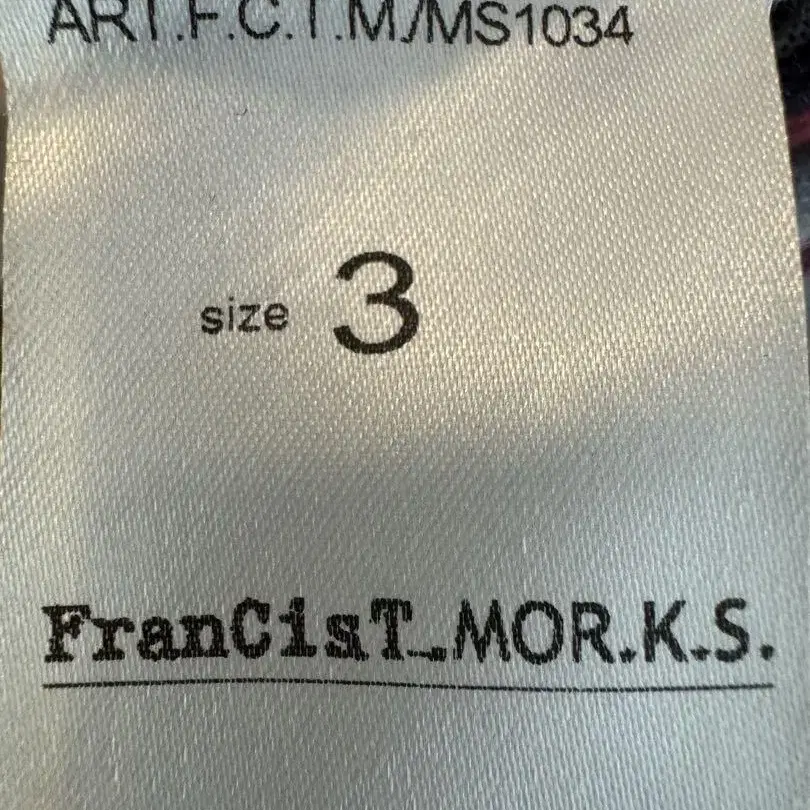 ART.F.C.T.M./MS1034
size 3
FranCisT_MOR.K.S.